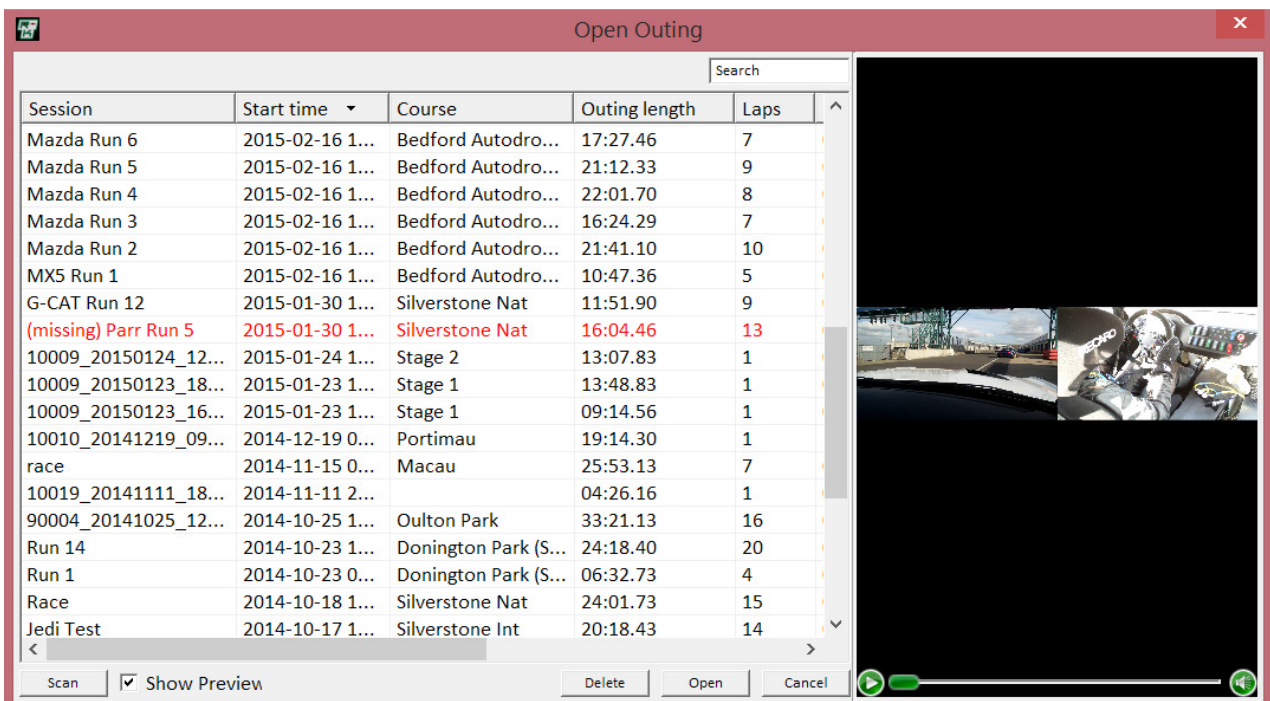 Open Outing
Search
Session Start time Course Outing length Laps
Mazda Run 6 2015-02-16 1... Bedford Autodro... 17:27.46 7
Mazda Run 5 2015-02-16 1... Bedford Autodro... 21:12.33 9
Mazda Run 4 2015-02-16 1... Bedford Autodro... 22:01.70 8
Mazda Run 3 2015-02-16 1... Bedford Autodro... 16:24.29 7
Mazda Run 2 2015-02-16 1... Bedford Autodro... 21:41.10 10
MX5 Run 1 2015-02-16 1... Bedford Autodro... 10:47.36 5
G-CAT Run 12 2015-01-30 1... Silverstone Nat 11:51.90 9
(missing) Parr Run 5 2015-01-30 1... Silverstone Nat 16:04.46 13
10009_20150124_12... 2015-01-24 1... Stage 2 13:07.83 1
10009_20150123_18... 2015-01-23 1... Stage 1 13:48.83 1
10009_20150123_16... 2015-01-23 1... Stage 1 09:14.56 1
10010_20141219_09... 2014-12-19 0... Portimau 19:14.30 1
race 2014-11-15 0... Macau 25:53.13 7
10019_20141111_18... 2014-11-11 2... 04:26.16 1
90004_20141025_12... 2014-10-25 1... Oulton Park 33:21.13 16
Run 14 2014-10-23 1... Donington Park (S... 24:18.40 20
Run 1 2014-10-23 0... Donington Park (S... 06:32.73 4
Race 2014-10-18 1... Silverstone Nat 24:01.73 15
Jedi Test 2014-10-17 1... Silverstone Int 20:18.43 14
RECARO
Scan Show Preview Delete Open Cancel